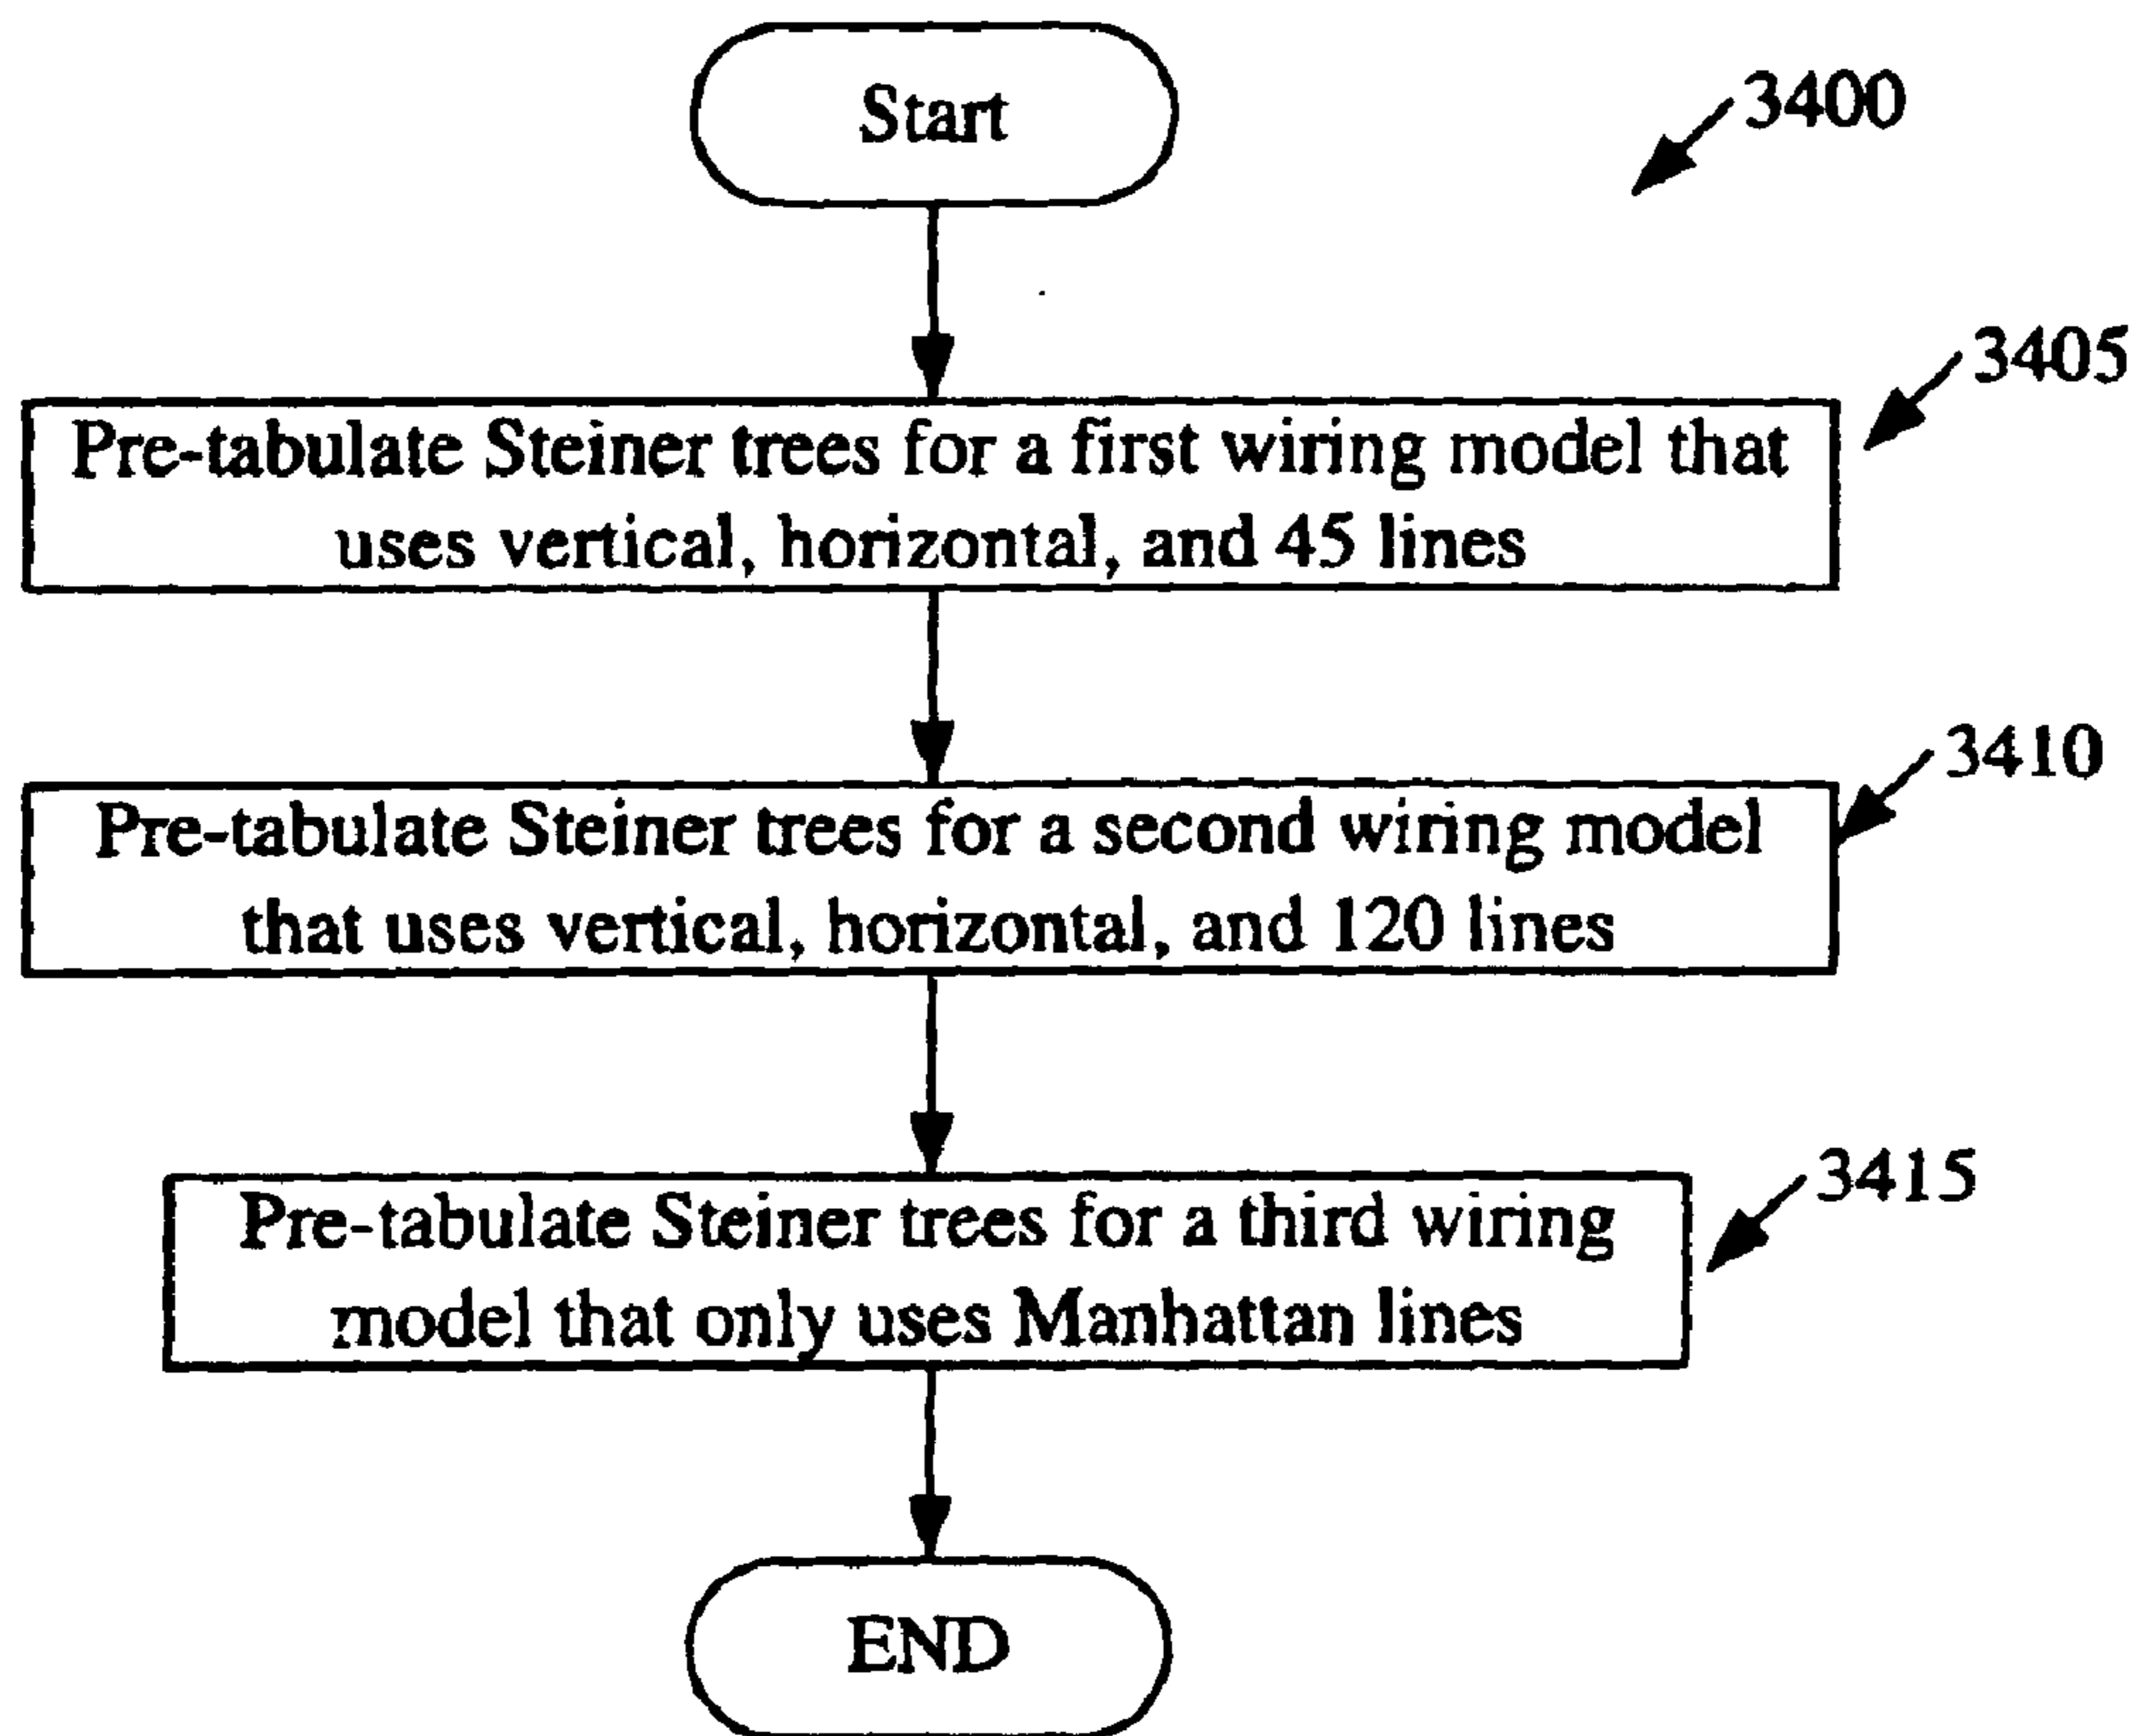 Start
3400
3405
Pre-tabulate Steiner trees for a first wiring model that
uses vertical, horizontal, and 45 lines
3410
Pre-tabulate Steiner trees for a second wiring model
that uses vertical, horizontal, and 120 lines
3415
Pre-tabulate Steiner trees for a third wiring
model that only uses Manhattan lines
END